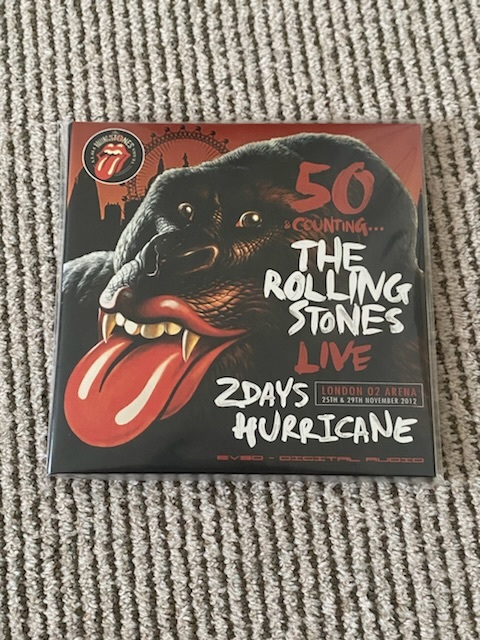 50
& COUNTING...
THE
ROLLING
STONES
LIVE
2DAYS
LONDON O2 ARENA
25TH & 29TH NOVEMBER 2012
HURRICANE
EVSD - DIGITAL AUDIO